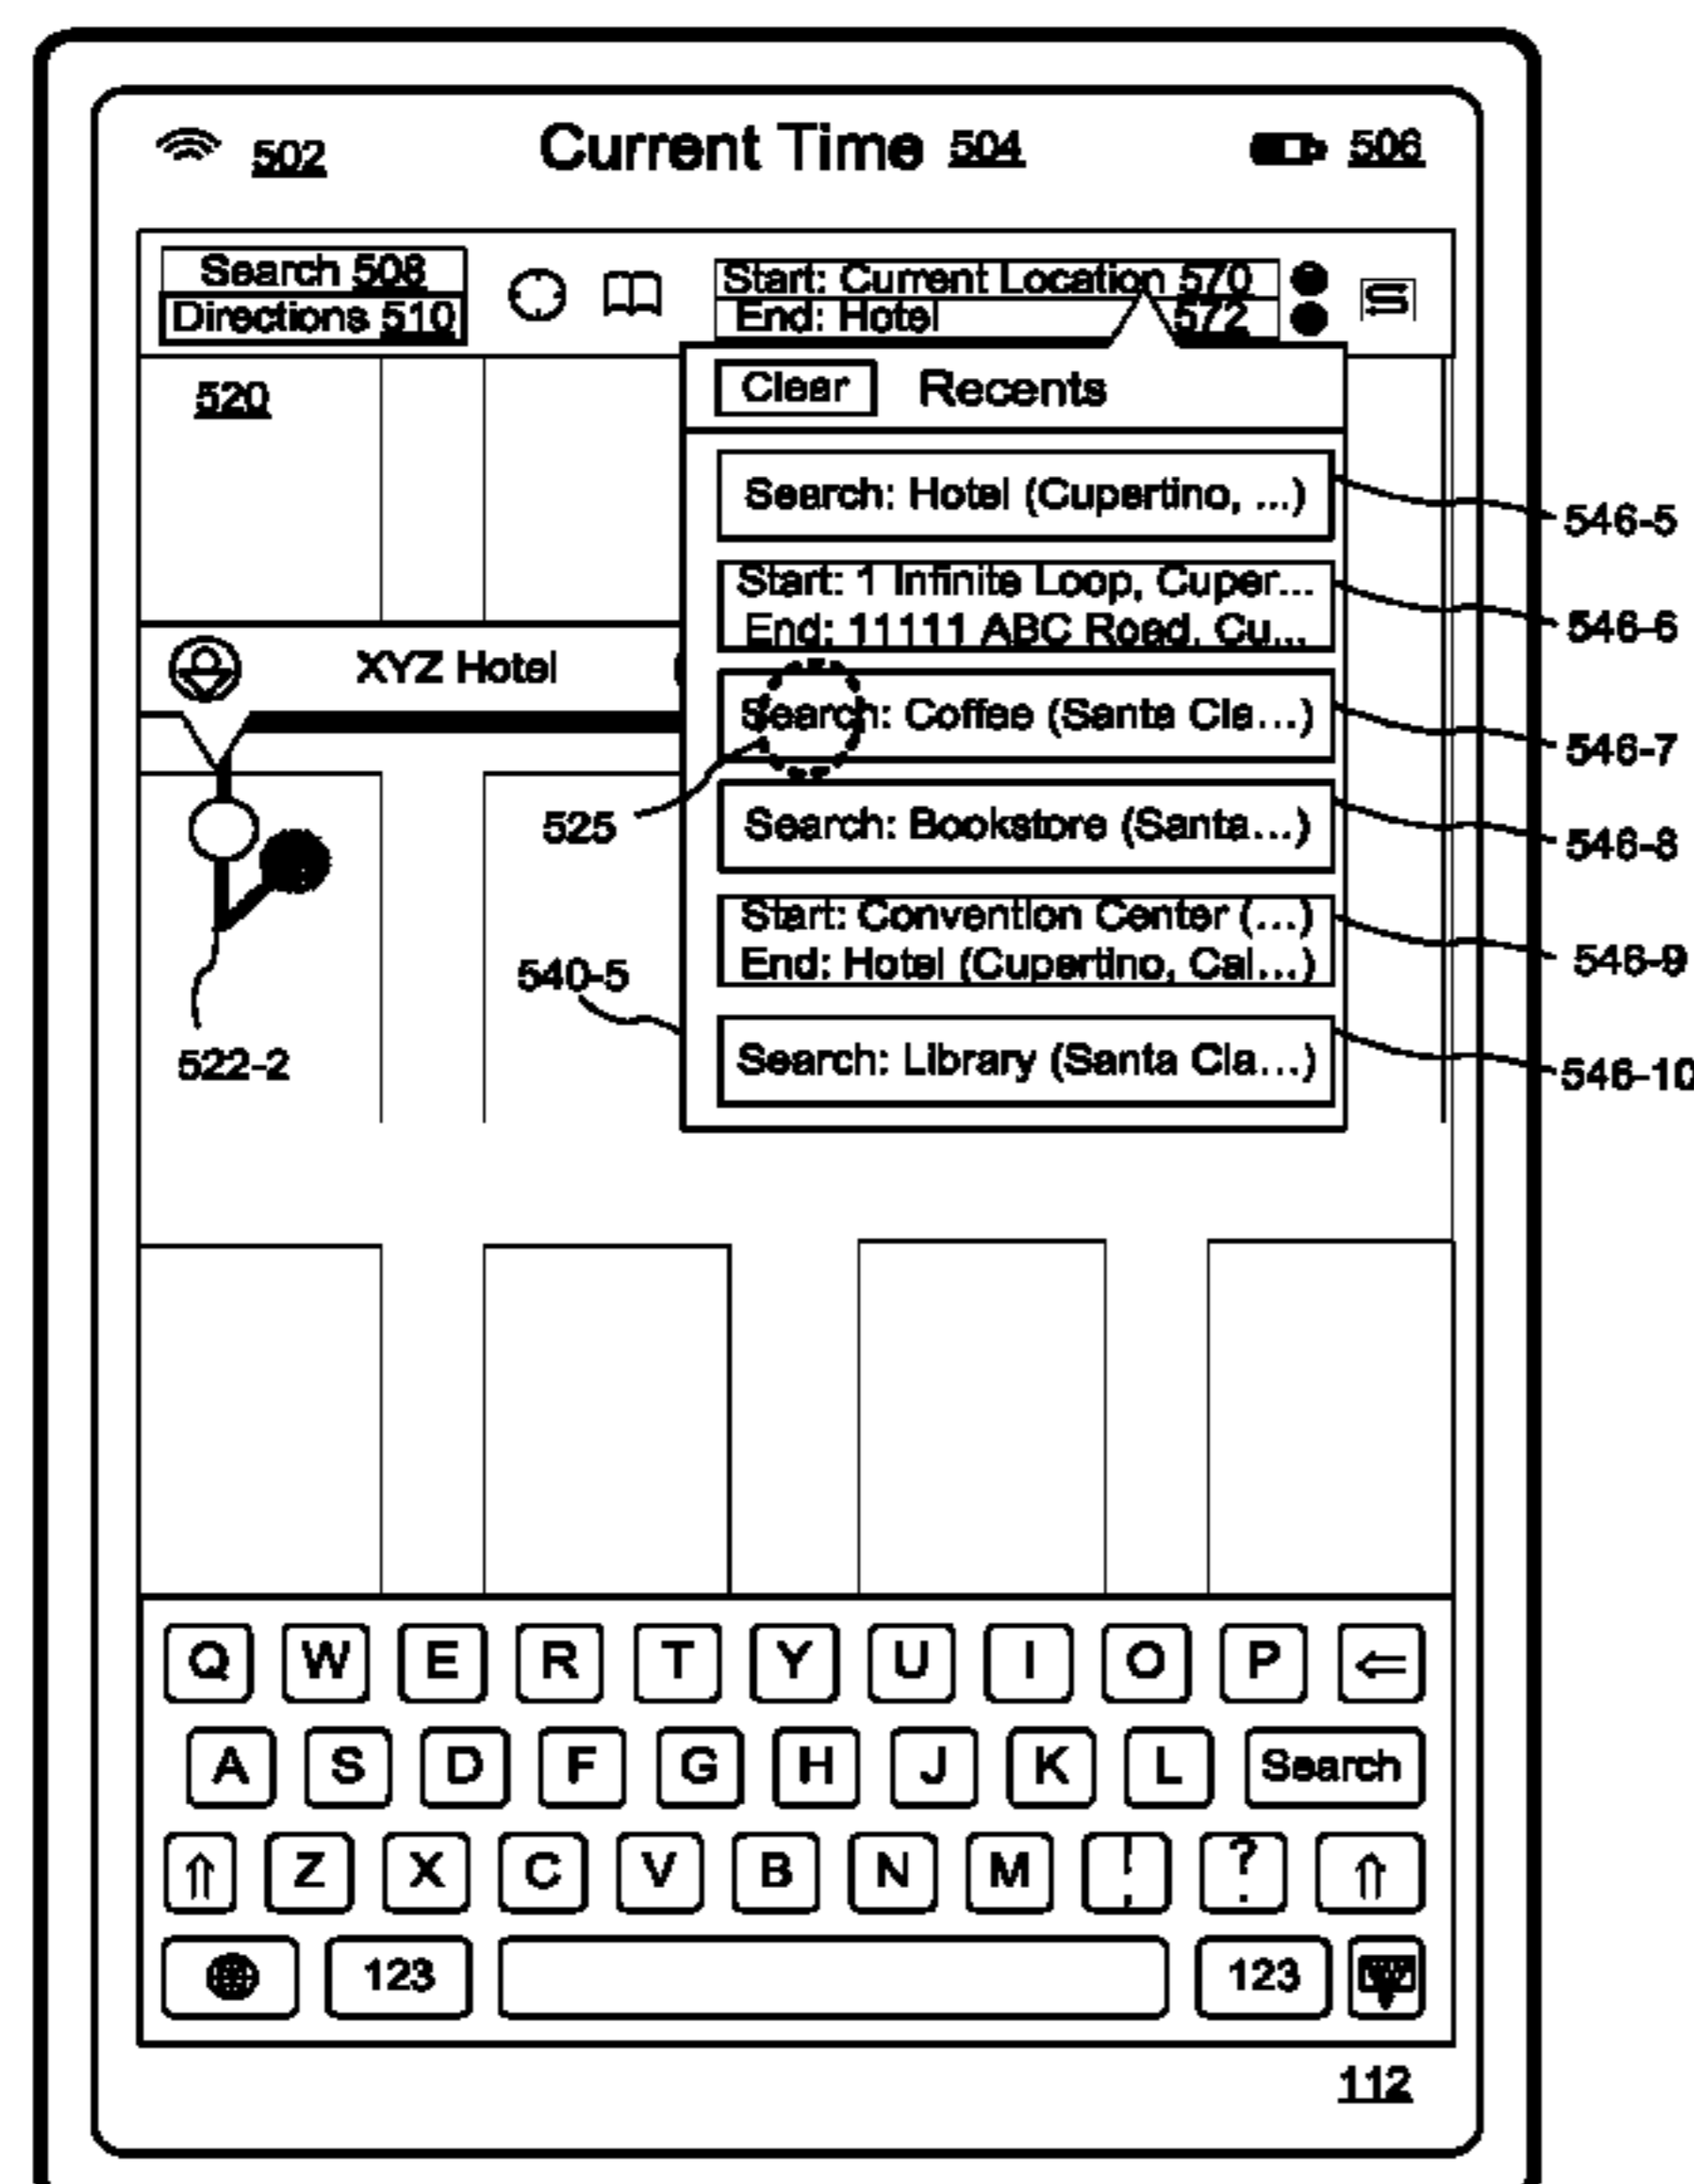 502 Current Time 504 506
Search 508
Directions 510
Start: Current Location 570
End: Hotel 572
520
Clear Recents
Search: Hotel (Cupertino, ...)
546-5
Start: 1 Infinite Loop, Cuper...
End: 11111 ABC Road, Cu...
546-6
XYZ Hotel
Search: Coffee (Santa Cla...)
546-7
525
Search: Bookstore (Santa...)
546-8
Start: Convention Center (...)
End: Hotel (Cupertino, Cal...)
546-9
540-5
522-2
Search: Library (Santa Cla...)
546-10
Q W E R T Y U I O P ⇐
A S D F G H J K L Search
⇑ Z X C V B N M ! , ? . ⇑
123 123
112